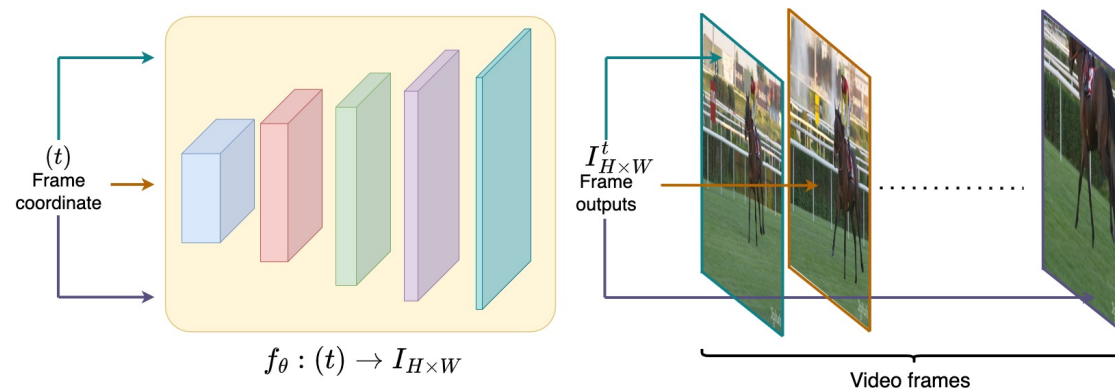 (t)
Frame
coordinate
f_θ : (t) → I_{H×W}
I^t_{H×W}
Frame
outputs
Video frames